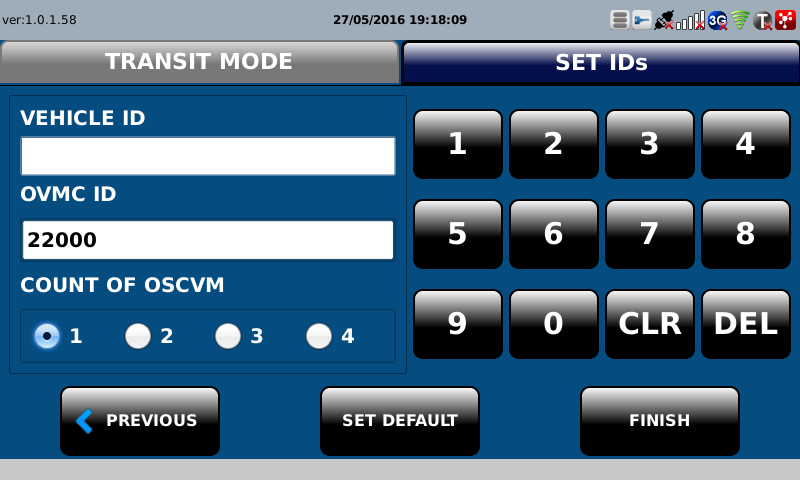 ver:1.0.1.58
27/05/2016 19:18:09
3G
T
TRANSIT MODE
SET IDs
VEHICLE ID
1 2 3 4
OVMC ID
22000
5 6 7 8
COUNT OF OSCVM
1 2 3 4
9 0 CLR DEL
PREVIOUS
SET DEFAULT
FINISH